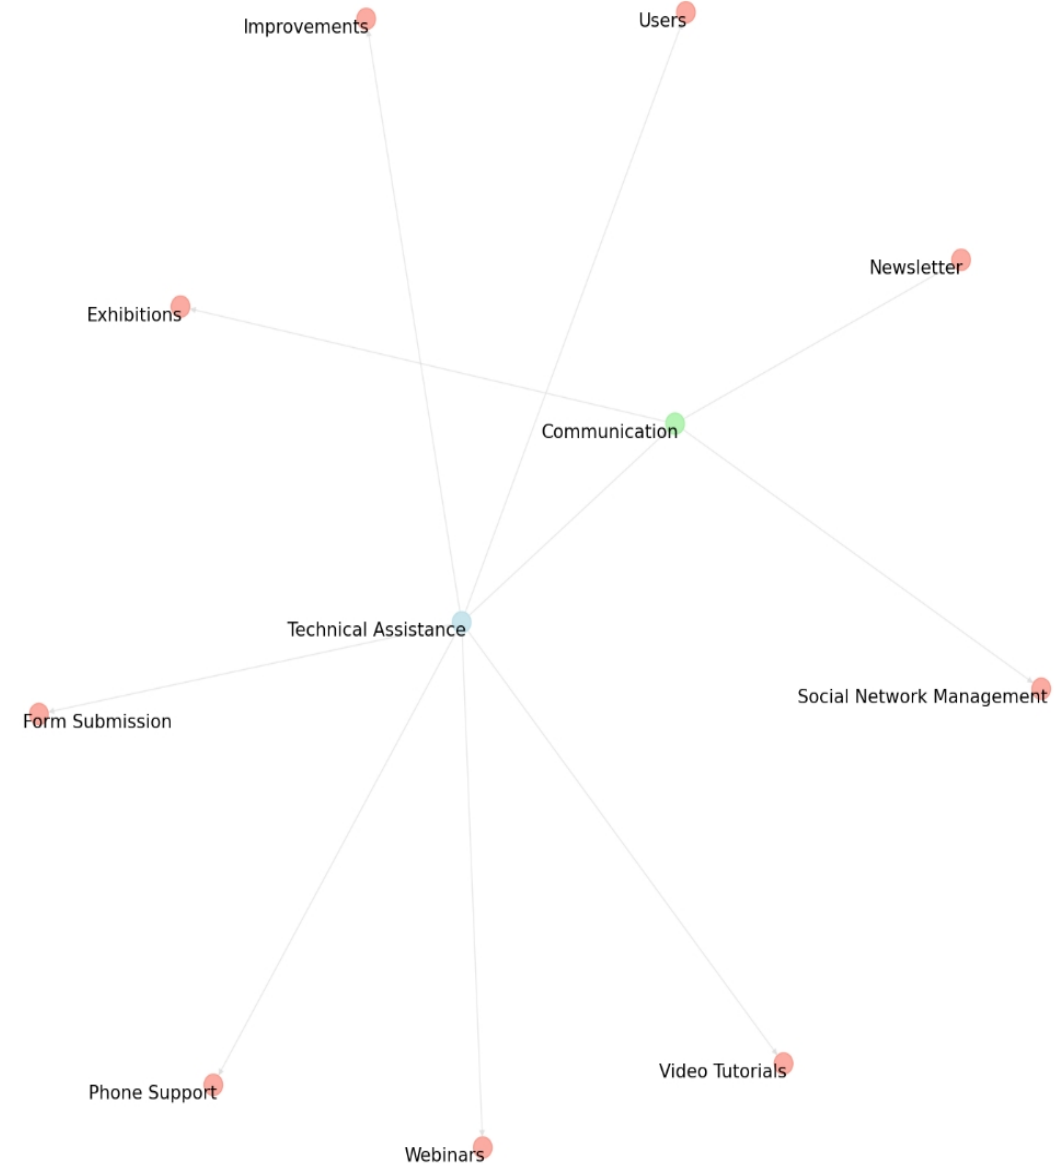 Improvements
Users
Newsletter
Exhibitions
Communication
Technical Assistance
Social Network Management
Form Submission
Video Tutorials
Phone Support
Webinars